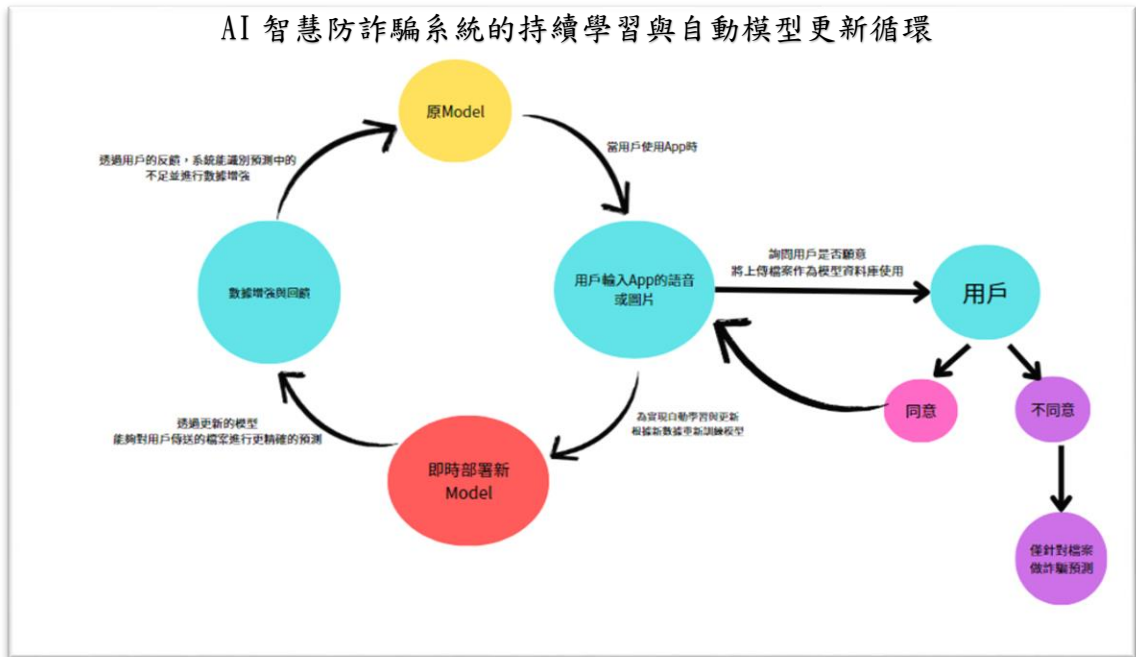 AI 智慧防詐騙系統的持續學習與自動模型更新循環
原Model
當用戶使用App時
透過用戶的反饋，系統能識別預測中的
不足並進行數據增強
詢問用戶是否願意
將上傳檔案作為模型資料庫使用
用戶輸入App的語音
或圖片
用戶
數據增強與回饋
同意
不同意
為實現自動學習與更新
根據新數據重新訓練模型
透過更新的模型
能夠對用戶傳送的檔案進行更精確的預測
即時部署新
Model
僅針對檔案
做詐騙預測